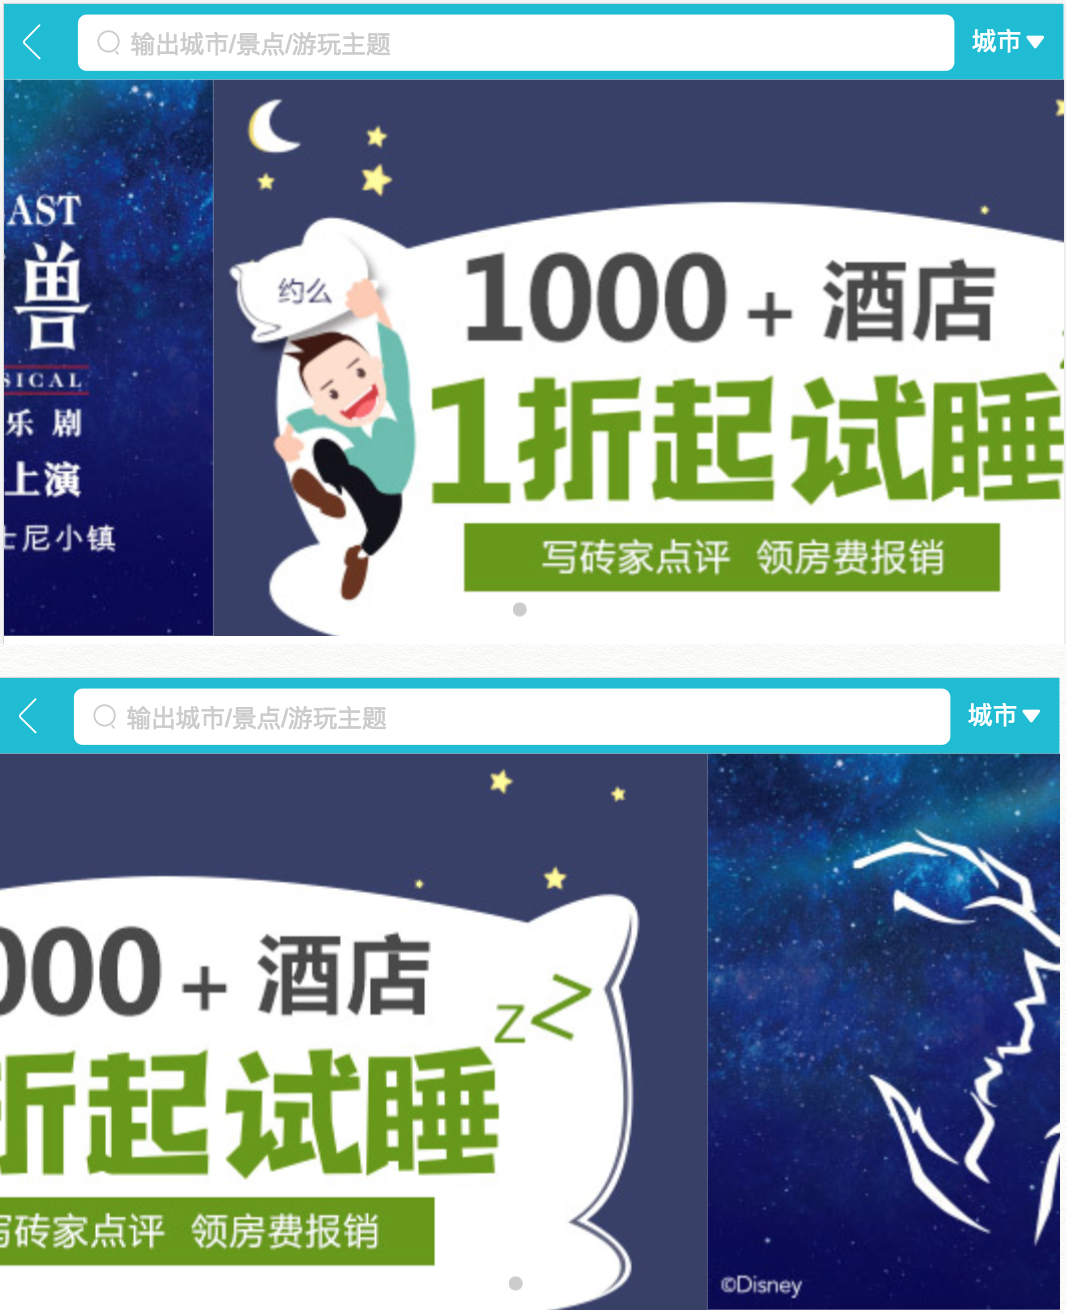 输出城市/景点/游玩主题
城市
AST
兽
SICAL
乐剧
上演
士尼小镇
约么
1000+酒店
1折起试睡
写砖家点评 领房费报销
输出城市/景点/游玩主题
城市
000+酒店
折起试睡
zZ
写砖家点评 领房费报销
©Disney